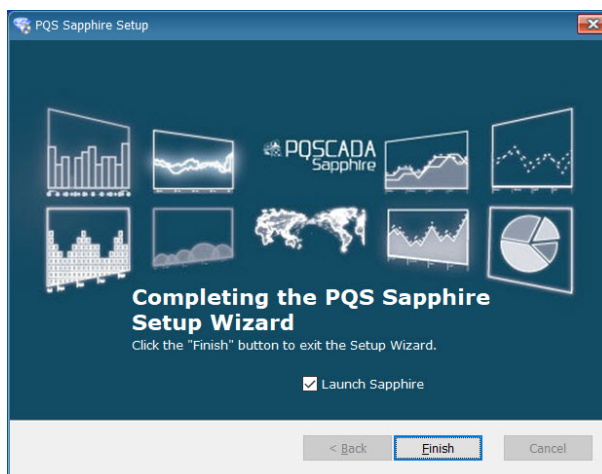 PQS Sapphire Setup
PQSCADA
Sapphire
Completing the PQS Sapphire
Setup Wizard
Click the "Finish" button to exit the Setup Wizard.
Launch Sapphire
< Back
Finish
Cancel